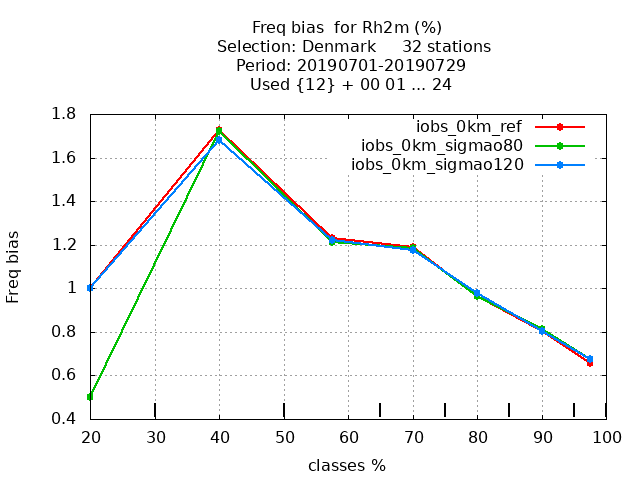 Freq bias  for Rh2m (%)
Selection: Denmark     32 stations
Period: 20190701-20190729
Used {12} + 00 01 ... 24
iobs_0km_ref
iobs_0km_sigmao80
iobs_0km_sigmao120
Freq bias
1.8
1.6
1.4
1.2
1
0.8
0.6
0.4
20 30 40 50 60 70 80 90 100
classes %